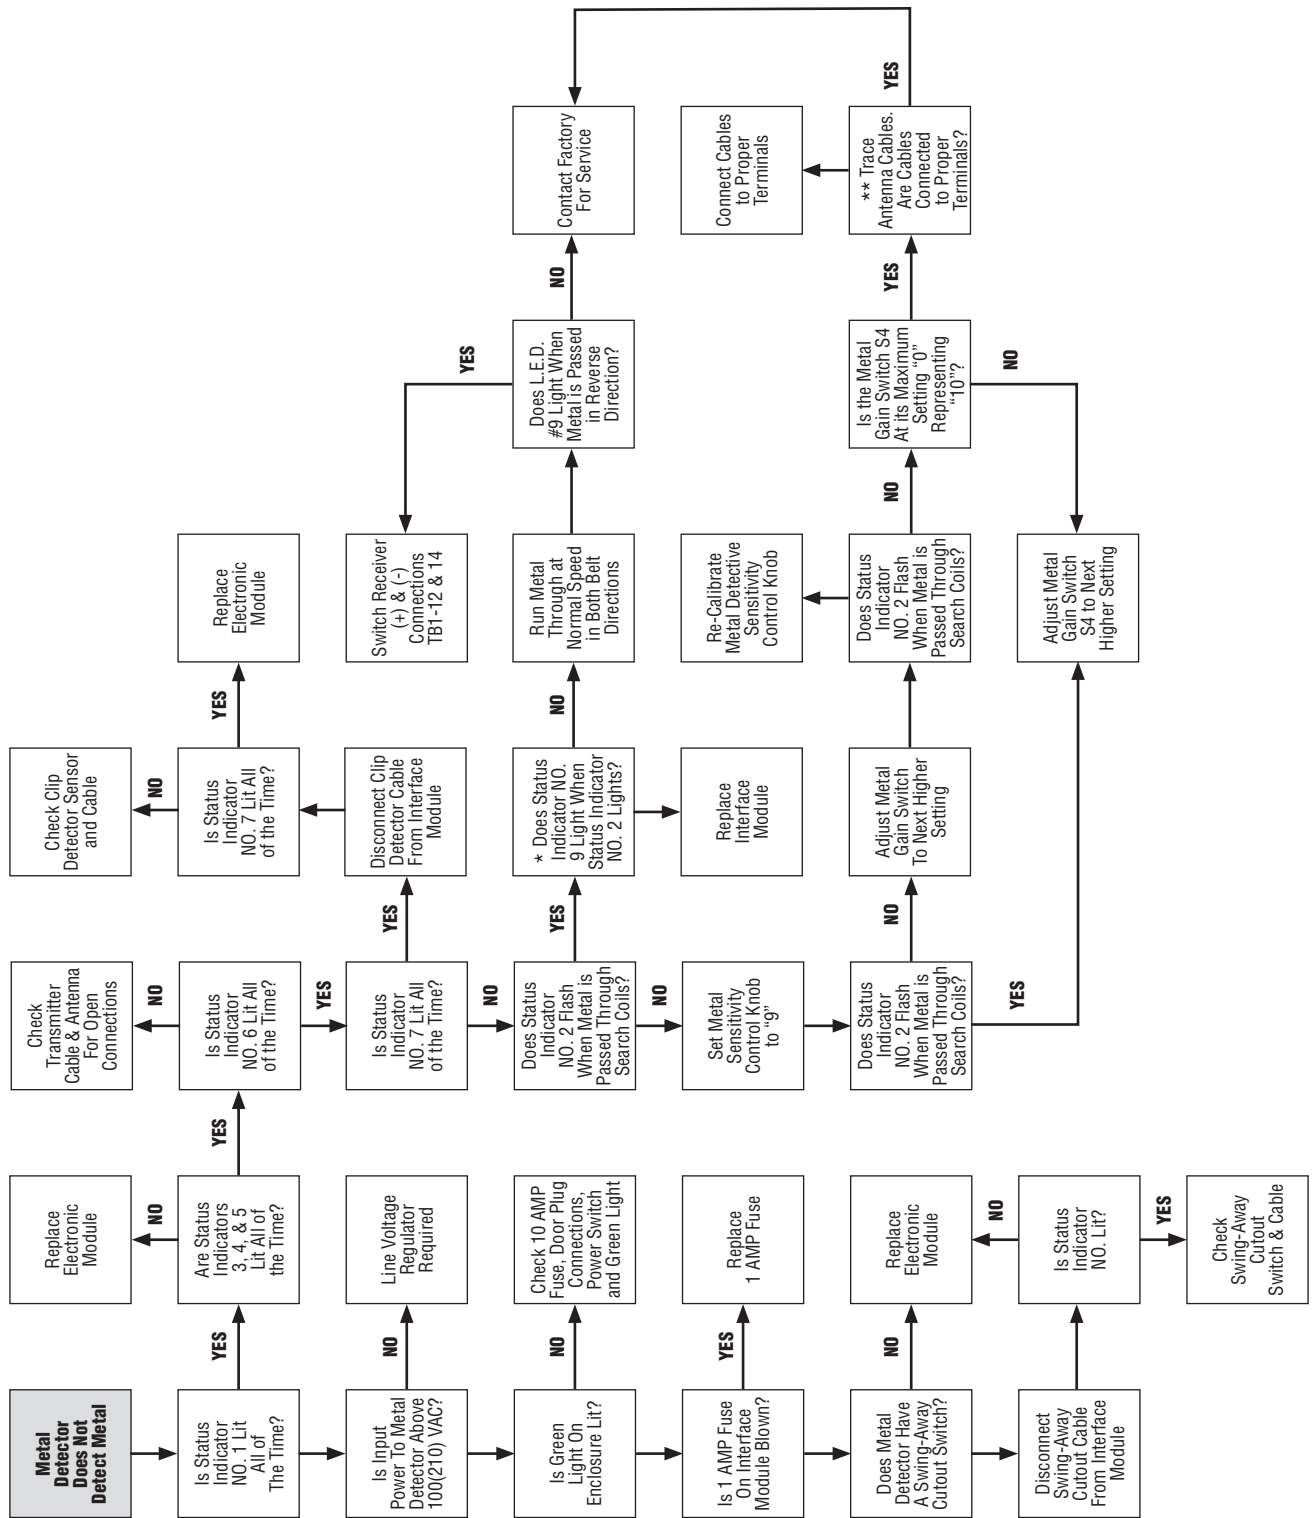 Metal
Detector
Does Not
Detect Metal
Is Status
Indicator
NO. 1 Lit
All of
The Time?
YES
Are Status
Indicators
3, 4, & 5
Lit All of
the Time?
NO
Replace
Electronic
Module
YES
Is Status
Indicator
NO. 6 Lit All
of the Time?
NO
Check
Transmitter
Cable & Antenna
For Open
Connections
YES
Is Status
Indicator
NO. 7 Lit All
of the Time?
YES
Disconnect Clip
Detector Cable
From Interface
Module
Is Status
Indicator
NO. 7 Lit All
of the Time?
NO
Check Clip
Detector Sensor
and Cable
YES
Replace
Electronic
Module
Is Input
Power To Metal
Detector Above
100(210) VAC?
NO
Line Voltage
Regulator
Required
Is Green
Light On
Enclosure Lit?
NO
Check 10 AMP
Fuse, Door Plug
Connections,
Power Switch
and Green Light
Is 1 AMP Fuse
On Interface
Module Blown?
YES
Replace
1 AMP Fuse
Does Metal
Detector Have
A Swing-Away
Cutout Switch?
NO
Replace
Electronic
Module
Disconnect
Swing-Away
Cutout Cable
From Interface
Module
Is Status
Indicator
NO. Lit?
NO
YES
Check
Swing-Away
Cutout
Switch & Cable
NO
Does Status
Indicator
NO. 2 Flash
When Metal is
Passed Through
Search Coils?
YES
* Does Status
Indicator NO.
9 Light When
Status Indicator
NO. 2 Lights?
Replace
Interface
Module
NO
Run Metal
Through at
Normal Speed
in Both Belt
Directions
Does L.E.D.
#9 Light When
Metal is Passed
in Reverse
Direction?
YES
Switch Receiver
(+) & (-)
Connections
TB1-12 & 14
NO
Contact Factory
For Service
NO
Set Metal
Sensitivity
Control Knob
to “9”
Does Status
Indicator
NO. 2 Flash
When Metal is
Passed Through
Search Coils?
NO
Adjust Metal
Gain Switch
To Next Higher
Setting
Does Status
Indicator
NO. 2 Flash
When Metal is
Passed Through
Search Coils?
Re-Calibrate
Metal Detective
Sensitivity
Control Knob
NO
Is the Metal
Gain Switch S4
At its Maximum
Setting “0”
Representing
“10”?
YES
** Trace
Antenna Cables.
Are Cables
Connected
to Proper
Terminals?
Connect Cables
to Proper
Terminals
YES
NO
YES
Adjust Metal
Gain Switch
S4 to Next
Higher Setting